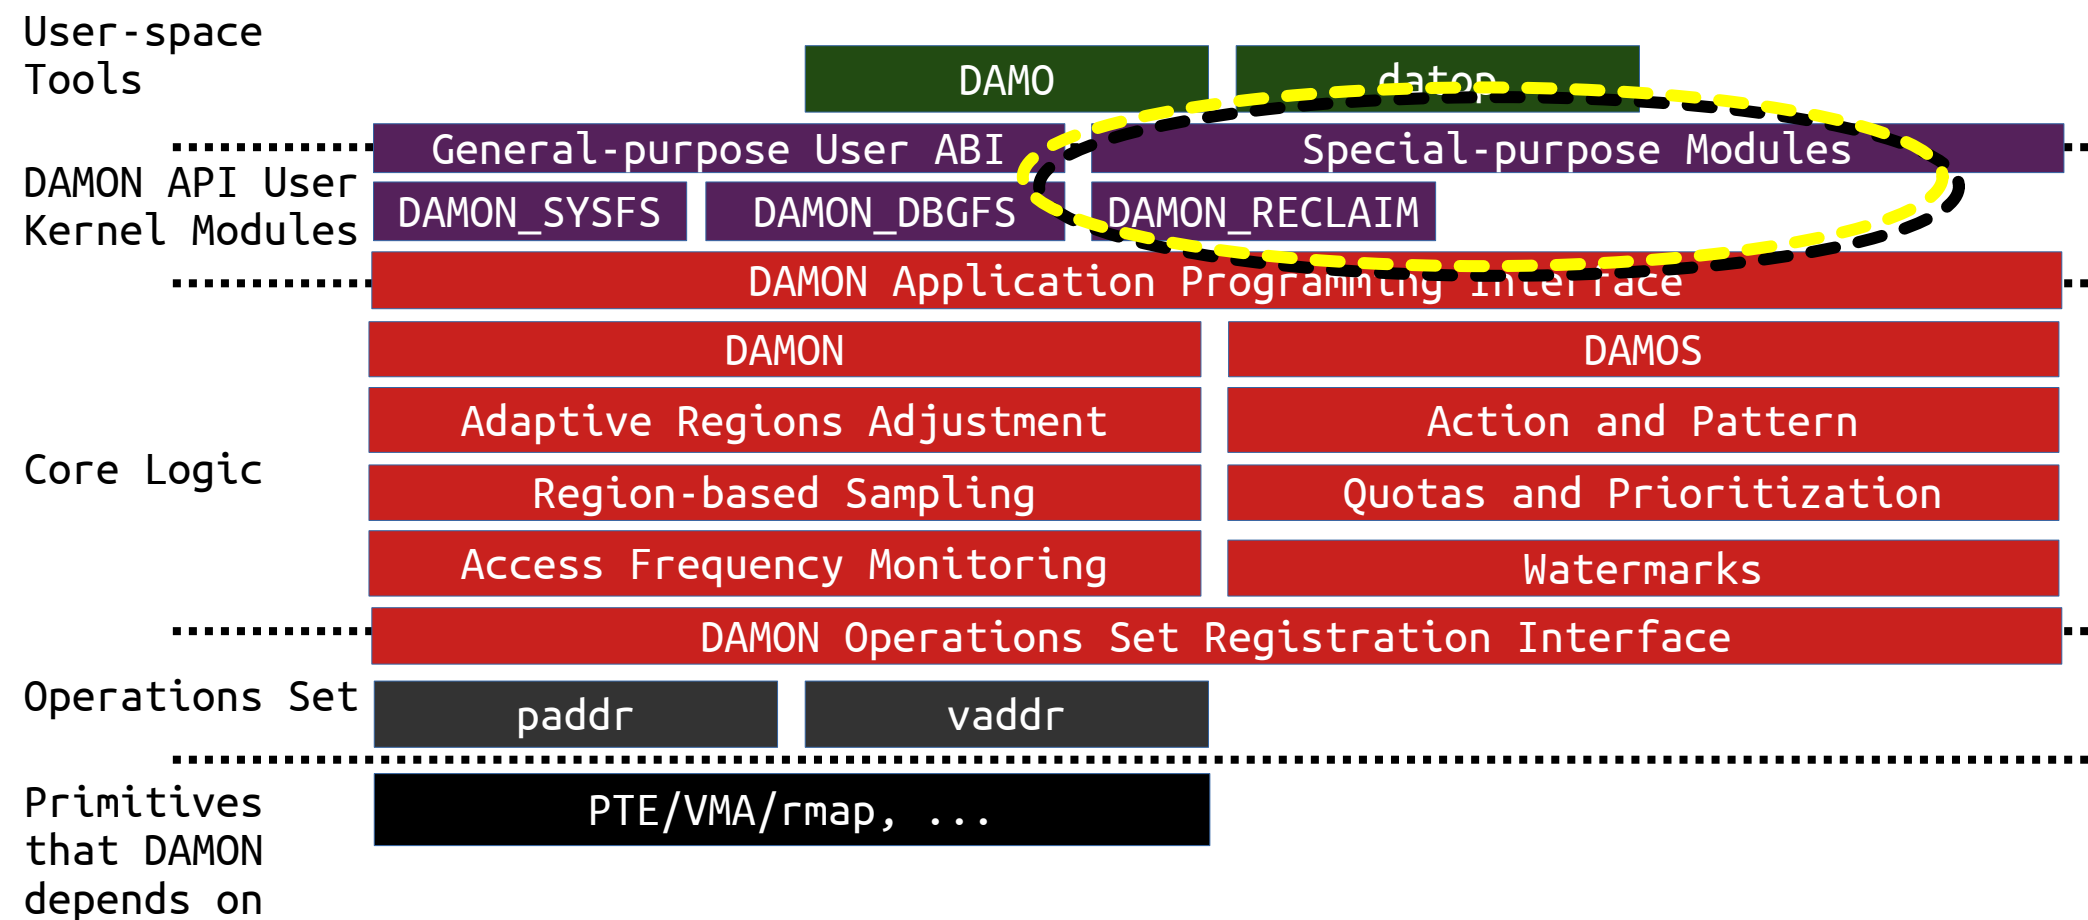 User-space
Tools
DAMO
datop
General-purpose User ABI
Special-purpose Modules
DAMON API User
Kernel Modules
DAMON_SYSFS
DAMON_DBGFS
DAMON_RECLAIM
DAMON Application Programming Interface
DAMON
DAMOS
Adaptive Regions Adjustment
Action and Pattern
Core Logic
Region-based Sampling
Quotas and Prioritization
Access Frequency Monitoring
Watermarks
DAMON Operations Set Registration Interface
Operations Set
paddr
vaddr
PTE/VMA/rmap, ...
Primitives
that DAMON
depends on